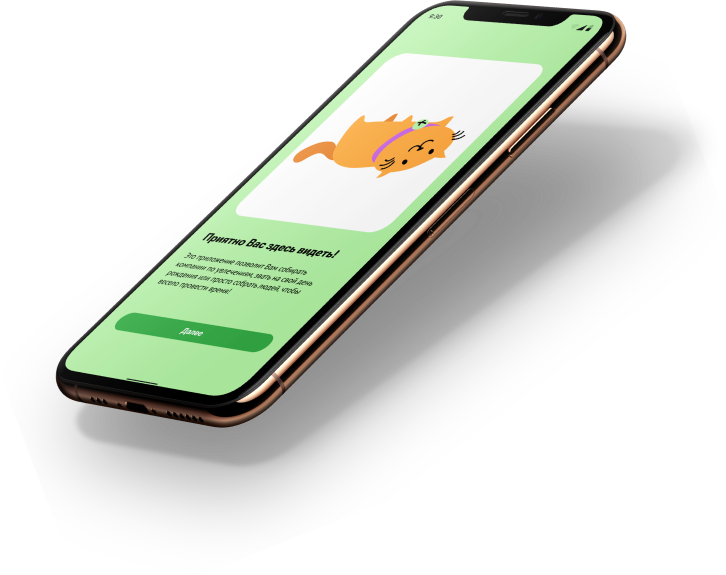 9:30
Приятно Вас здесь видеть!
Это приложение позволит Вам собирать
компании по увлечениям, звать на свой день
рождения или просто собрать людей, чтобы
весело провести время!
Далее